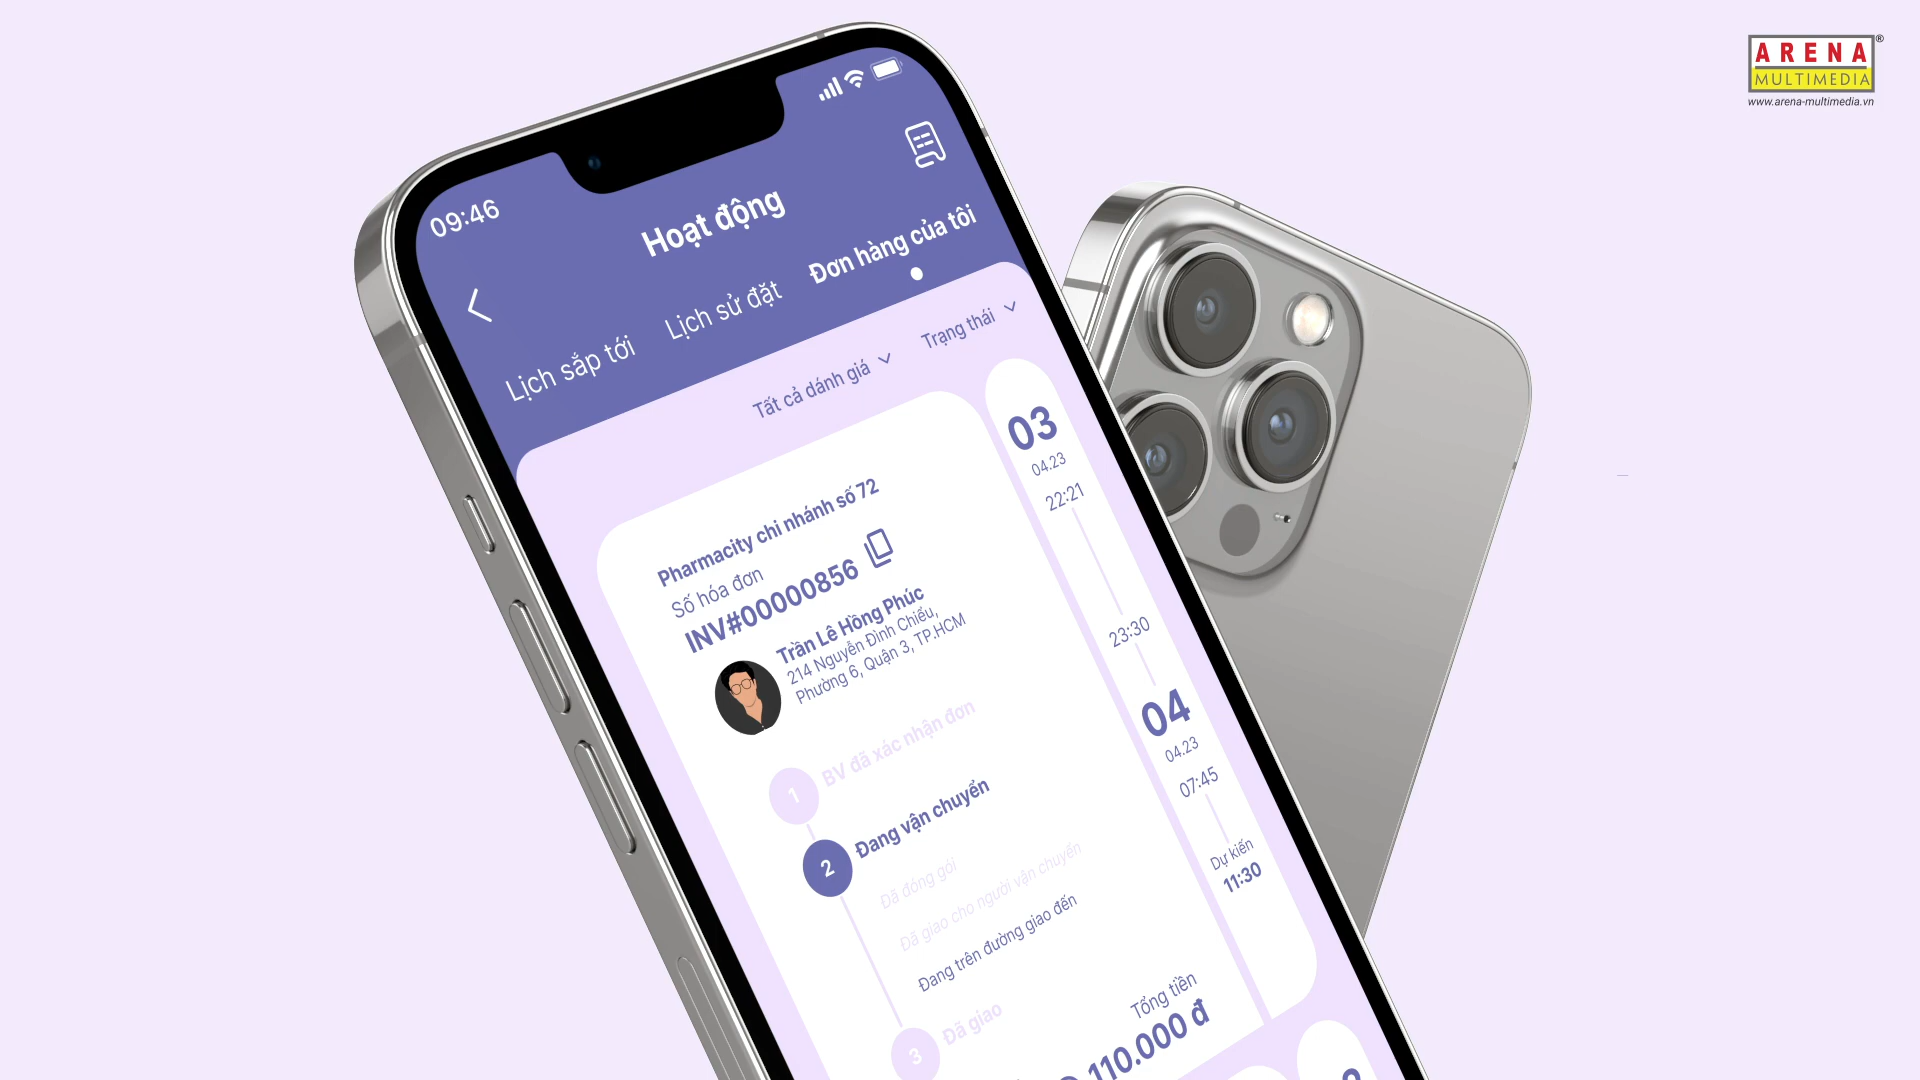 ARENA
MULTIMEDIA
®
www.arena-multimedia.vn
09:46
Hoạt động
Lịch sắp tới
Lịch sử đặt
Đơn hàng của tôi
Tất cả dánh giá
Trạng thái
Pharmacity chi nhánh số 72
Số hóa đơn
INV#00000856
Trần Lê Hồng Phúc
214 Nguyễn Đình Chiểu,
Phường 6, Quận 3, TP.HCM
1
BV đã xác nhận đơn
2
Đang vận chuyển
Đã đóng gói
Đã giao cho người vận chuyển
Đang trên đường giao đến
3
Đã giao
Tổng tiền
110.000 đ
03
04.23
22:21
23:30
04
04.23
07:45
Dự kiến
11:30